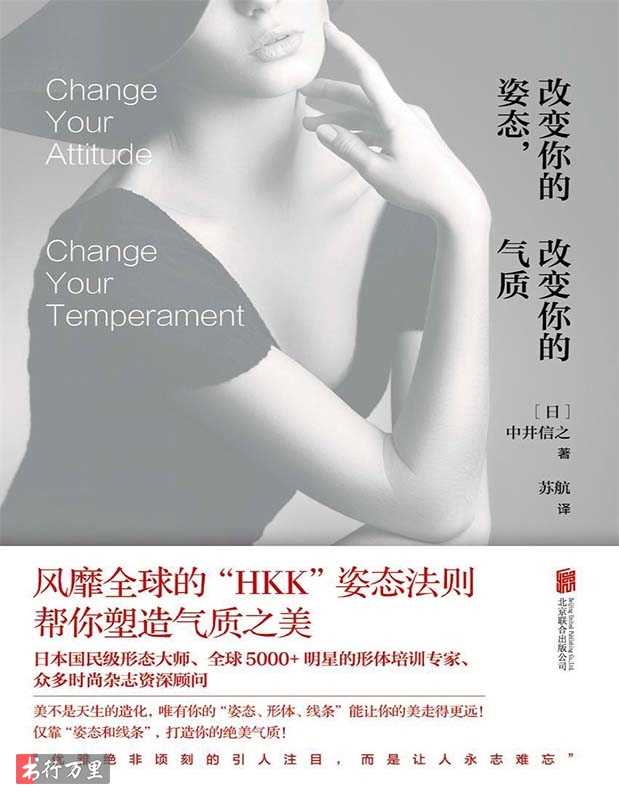 Change
Your
Attitude
Change
Your
Temperament
改变你的
姿态，
改变你的
气质
［日］
中井信之
著
苏航
译
风靡全球的“HKK”姿态法则
帮你塑造气质之美
日本国民级形态大师、全球5000+明星的形体培训专家、
众多时尚杂志资深顾问
美不是天生的造化，唯有你的“姿态、形体、线条”能让你的美走得更远！
仅靠“姿态和线条”，打造你的绝美气质！
“优雅绝非顷刻的引人注目，而是让人永志难忘”
北京联合出版公司
Beijing United Publishing Co.,Ltd.
书行万里